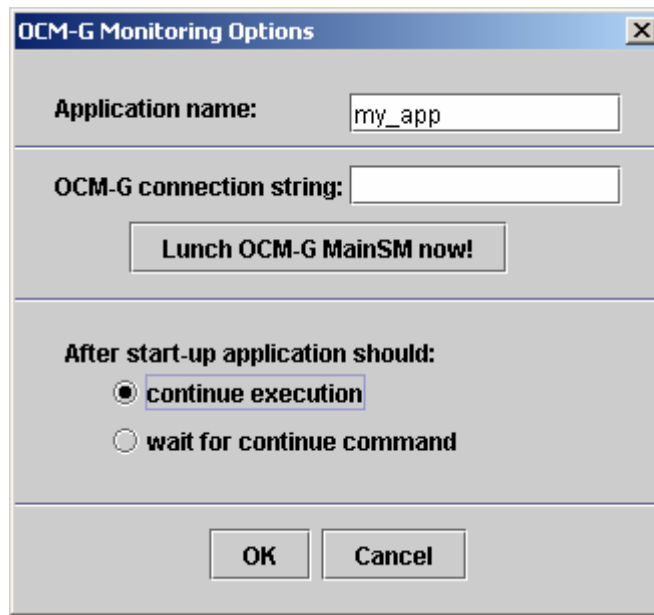 OCM-G Monitoring Options
Application name: my_app
OCM-G connection string:
Lunch OCM-G MainSM now!
After start-up application should:
continue execution
wait for continue command
OK Cancel